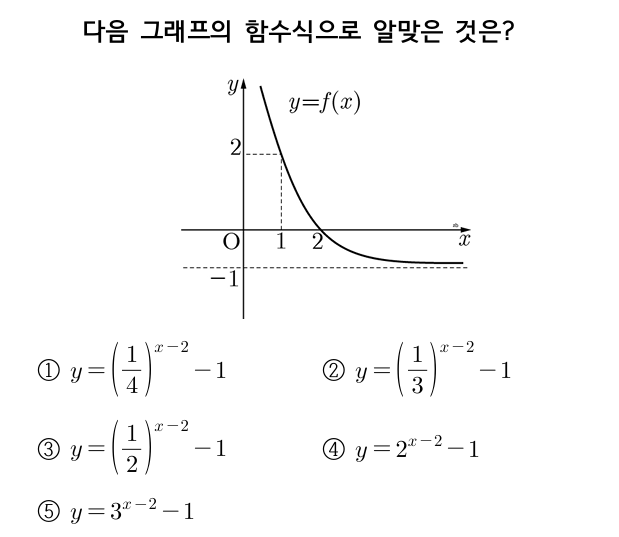 다음 그래프의 함수식으로 알맞은 것은?
y
y=f(x)
2
O 1 2 x
-1
① y=(1/4)^{x-2}-1 ② y=(1/3)^{x-2}-1
③ y=(1/2)^{x-2}-1 ④ y=2^{x-2}-1
⑤ y=3^{x-2}-1